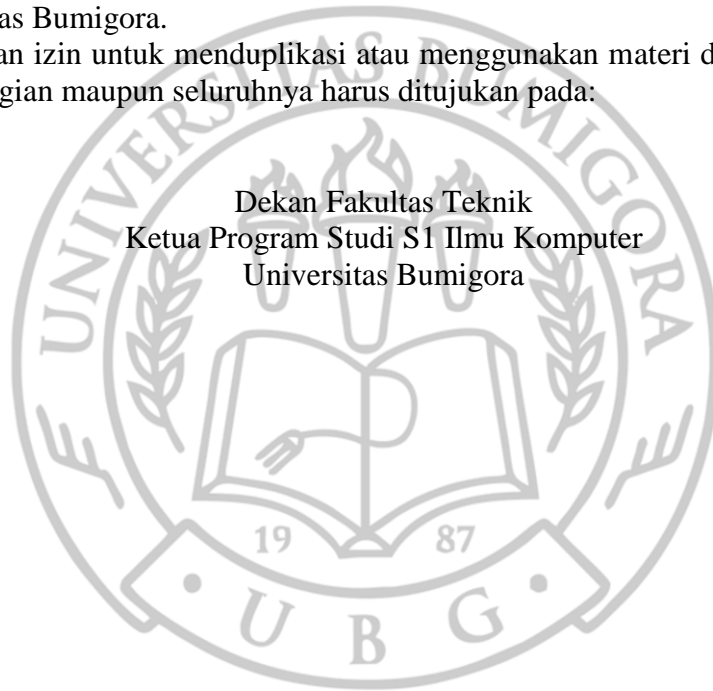 as Bumigora.
an izin untuk menduplikasi atau menggunakan materi d
gian maupun seluruhnya harus ditujukan pada:
Dekan Fakultas Teknik
Ketua Program Studi S1 Ilmu Komputer
Universitas Bumigora
UNIVERSITAS BUMIGORA
19 87
U B G